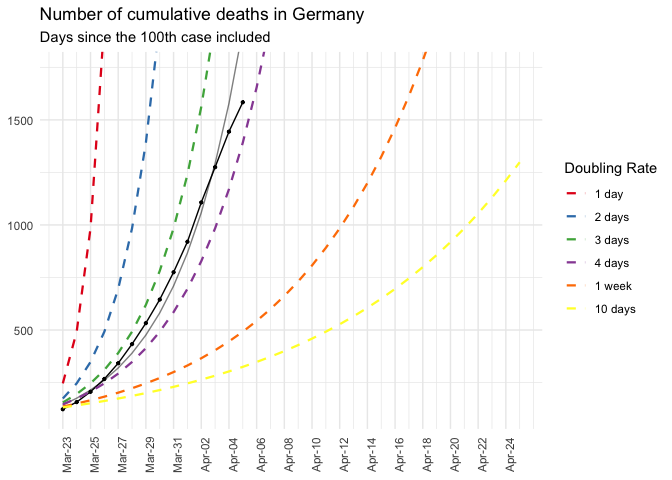 Number of cumulative deaths in Germany
Days since the 100th case included
1500
1000
500
Mar-23
Mar-25
Mar-27
Mar-29
Mar-31
Apr-02
Apr-04
Apr-06
Apr-08
Apr-10
Apr-12
Apr-14
Apr-16
Apr-18
Apr-20
Apr-22
Apr-24
Doubling Rate
1 day
2 days
3 days
4 days
1 week
10 days